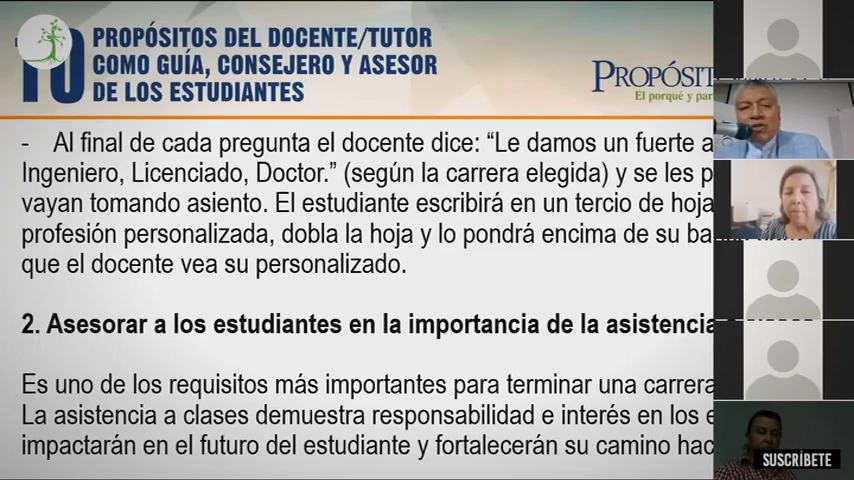 10 PROPÓSITOS DEL DOCENTE/TUTOR
COMO GUÍA, CONSEJERO Y ASESOR
DE LOS ESTUDIANTES
PROPÓSIT
El porqué y par
- Al final de cada pregunta el docente dice: “Le damos un fuerte a
Ingeniero, Licenciado, Doctor.” (según la carrera elegida) y se les p
vayan tomando asiento. El estudiante escribirá en un tercio de hoja
profesión personalizada, dobla la hoja y lo pondrá encima de su
que el docente vea su personalizado.
2. Asesorar a los estudiantes en la importancia de la asistencia
Es uno de los requisitos más importantes para terminar una carrera
La asistencia a clases demuestra responsabilidad e interés en los e
impactarán en el futuro del estudiante y fortalecerán su camino hac
SUSCRÍBETE